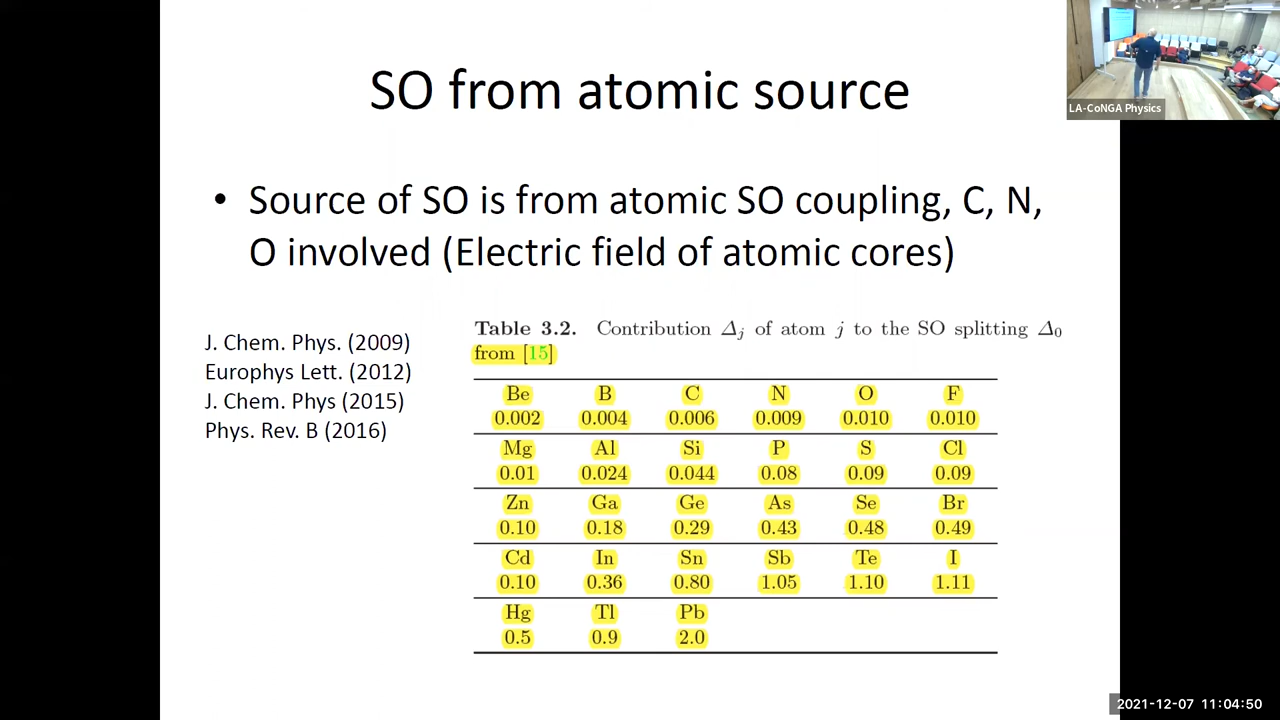 SO from atomic source
LA-CoNGA Physics
• Source of SO is from atomic SO coupling, C, N,
O involved (Electric field of atomic cores)
J. Chem. Phys. (2009)
Europhys Lett. (2012)
J. Chem. Phys (2015)
Phys. Rev. B (2016)
Table 3.2. Contribution Δj of atom j to the SO splitting Δ0
from [15]
Be B C N O F
0.002 0.004 0.006 0.009 0.010 0.010
Mg Al Si P S Cl
0.01 0.024 0.044 0.08 0.09 0.09
Zn Ga Ge As Se Br
0.10 0.18 0.29 0.43 0.48 0.49
Cd In Sn Sb Te I
0.10 0.36 0.80 1.05 1.10 1.11
Hg Tl Pb
0.5 0.9 2.0
2021-12-07 11:04:50